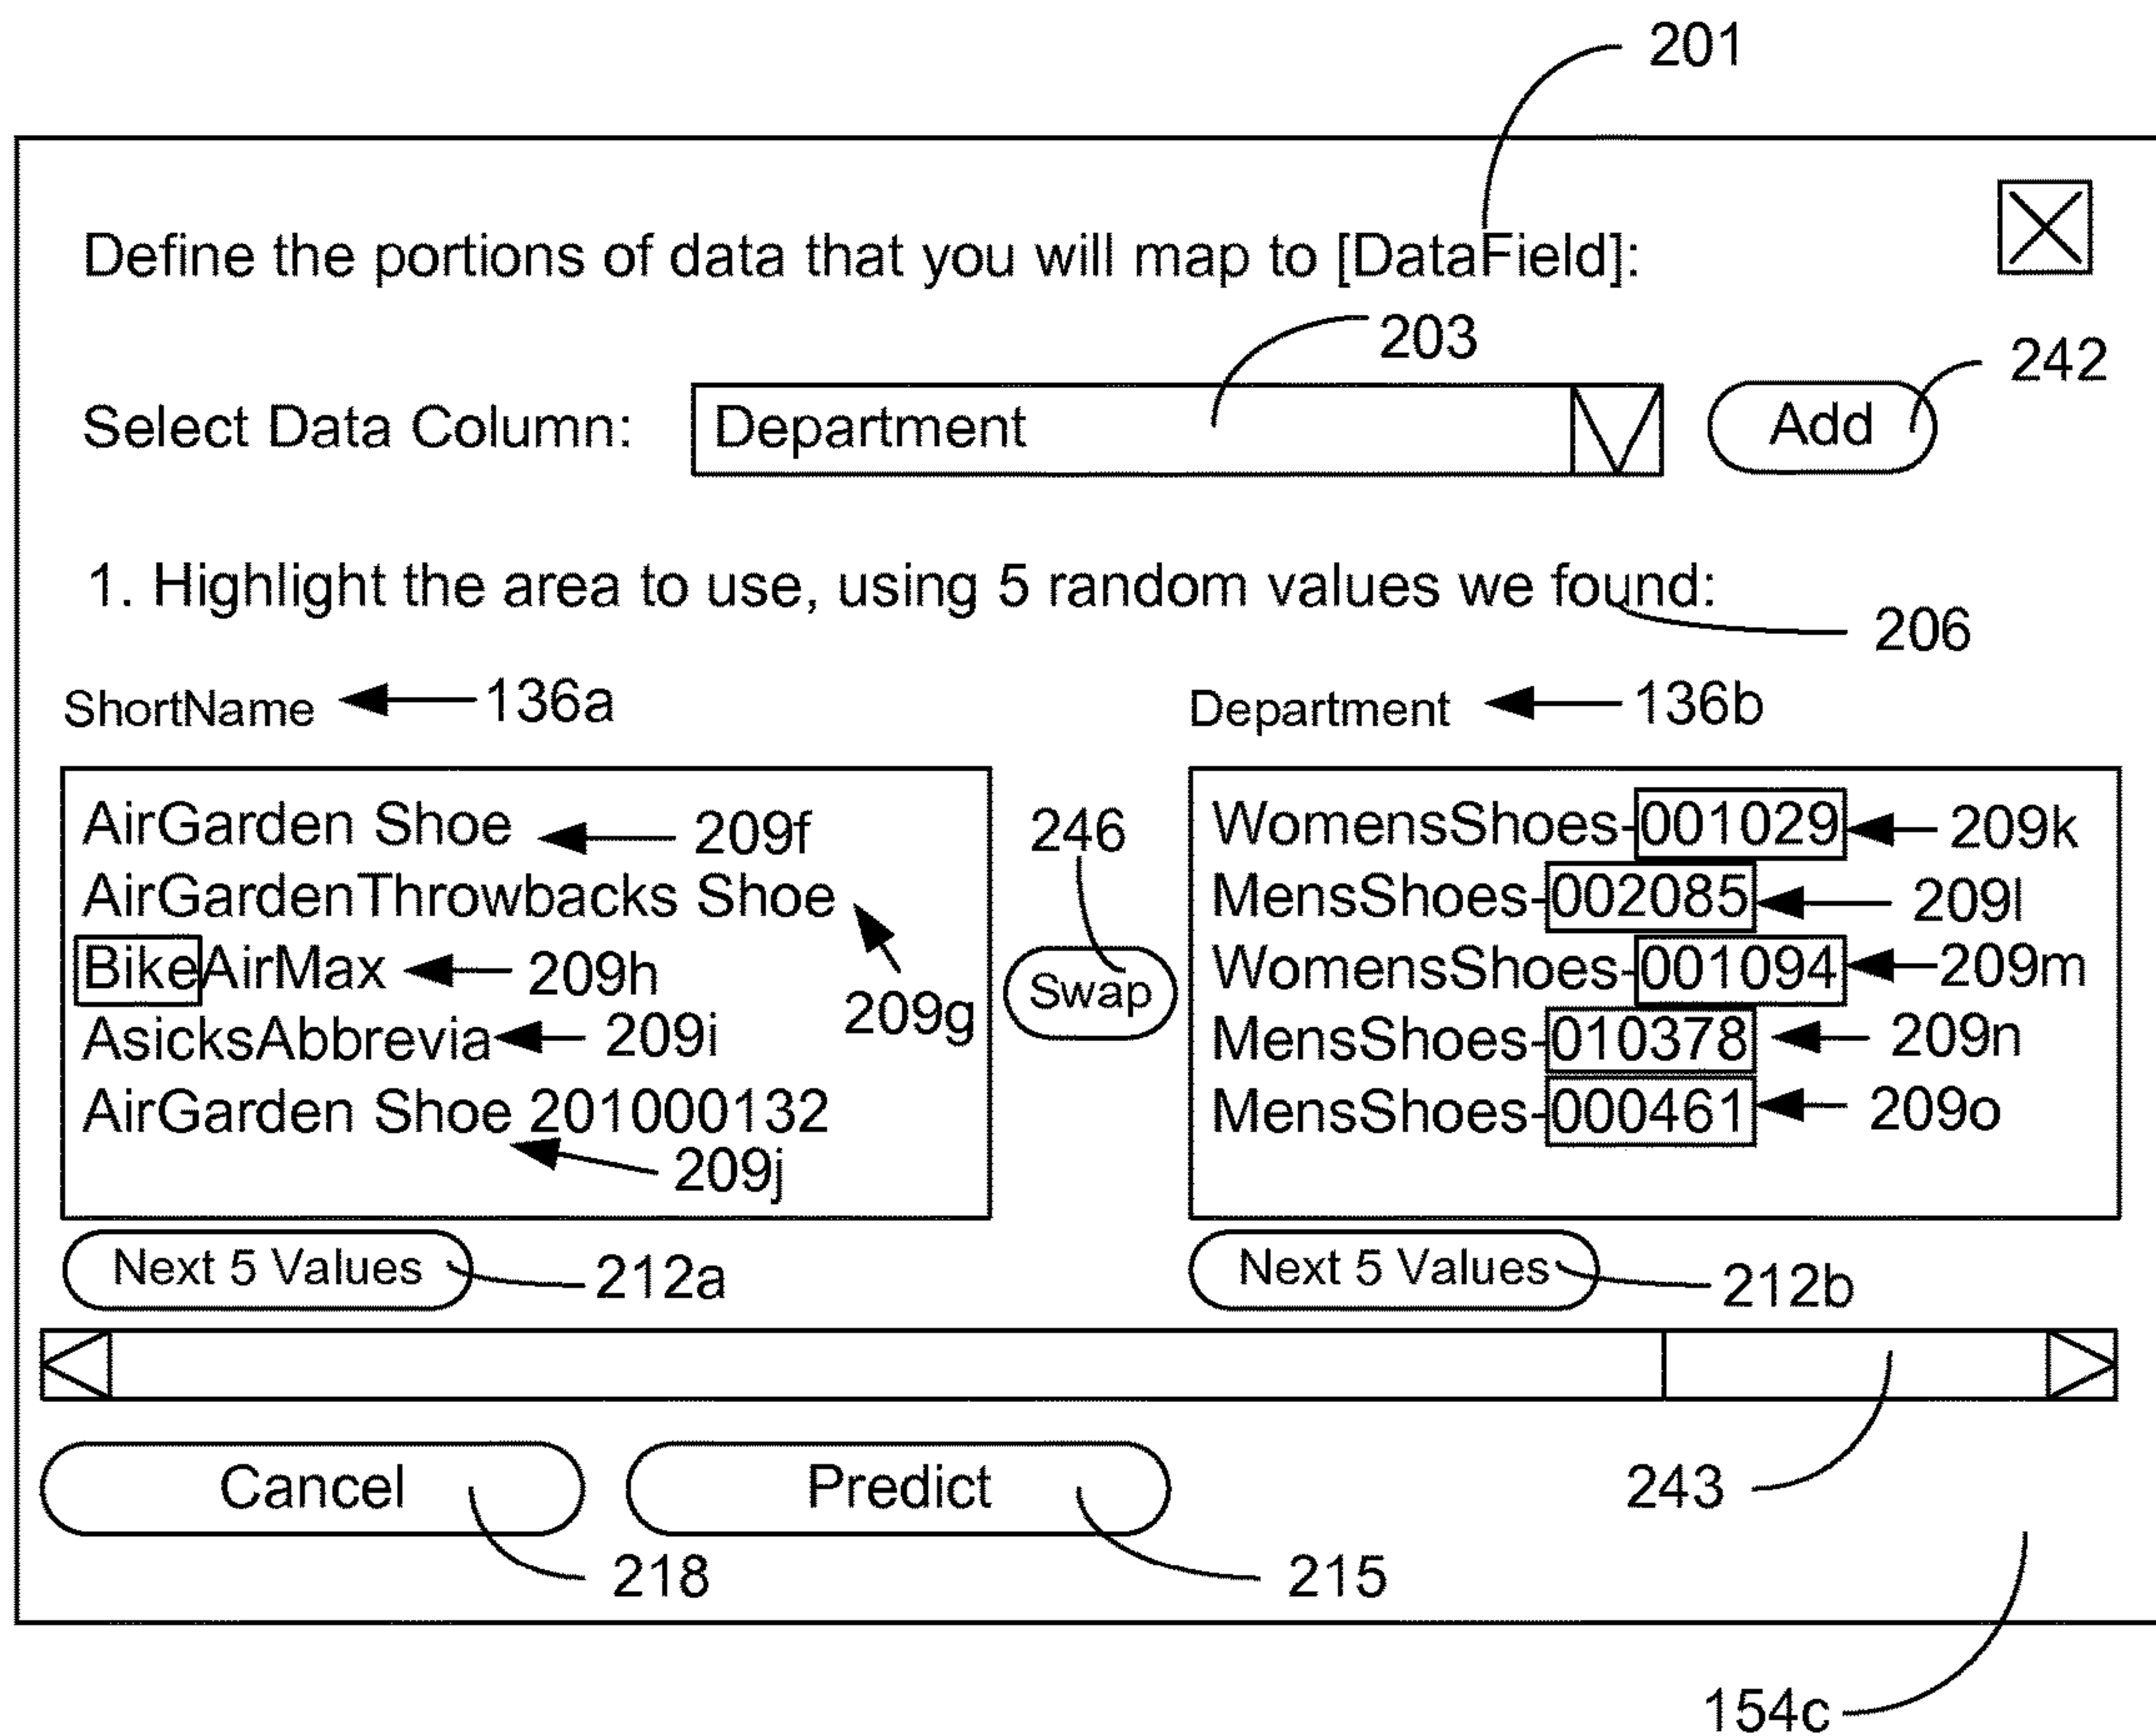 201
Define the portions of data that you will map to [DataField]:
203
242
Select Data Column: Department Add
1. Highlight the area to use, using 5 random values we found:
206
ShortName 136a Department 136b
AirGarden Shoe 209f 246 WomensShoes-001029 209k
AirGardenThrowbacks Shoe MensShoes-002085 209l
BikeAirMax 209h 209g Swap WomensShoes-001094 209m
AsicksAbbrevia 209i MensShoes-010378 209n
AirGarden Shoe 201000132 MensShoes-000461 209o
209j
Next 5 Values 212a Next 5 Values 212b
Cancel Predict 243
218 215
154c